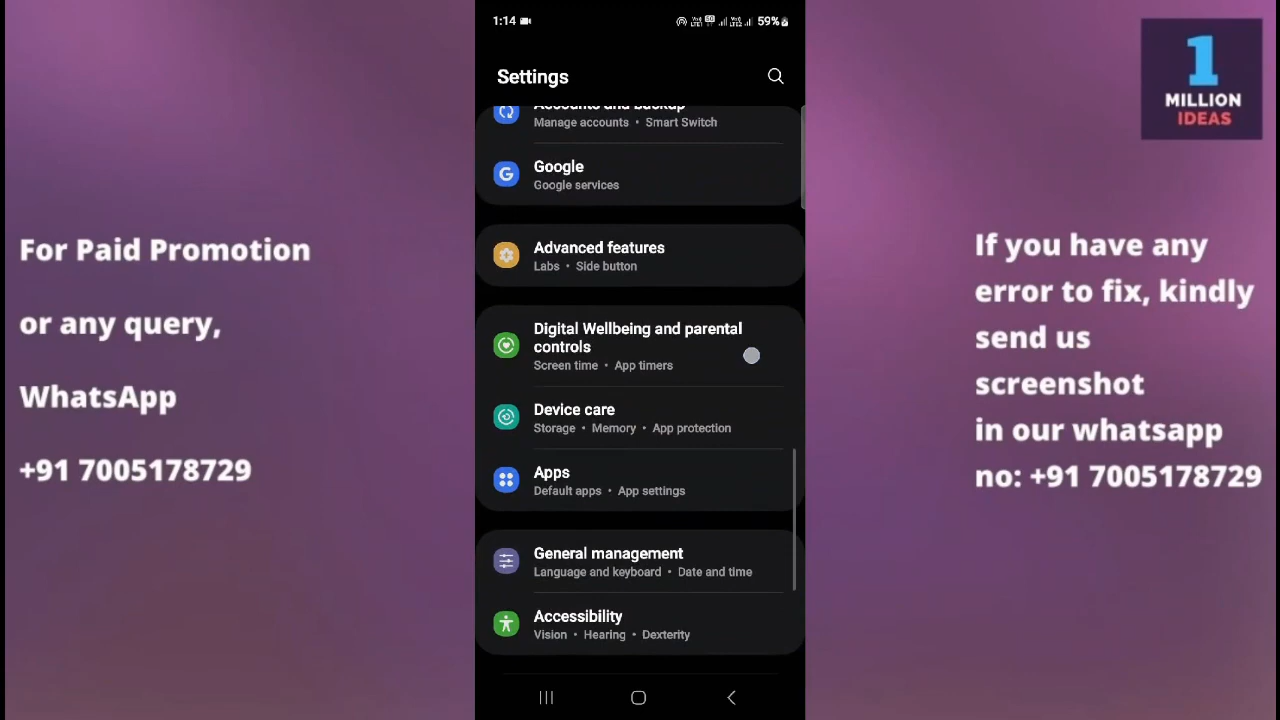 For Paid Promotion
or any query,
WhatsApp
+91 7005178729
1:14
59%
Settings
Accounts and backup
Manage accounts • Smart Switch
Google
Google services
Advanced features
Labs • Side button
Digital Wellbeing and parental
controls
Screen time • App timers
Device care
Storage • Memory • App protection
Apps
Default apps • App settings
General management
Language and keyboard • Date and time
Accessibility
Vision • Hearing • Dexterity
1
MILLION
IDEAS
If you have any
error to fix, kindly
send us
screenshot
in our whatsapp
no: +91 7005178729